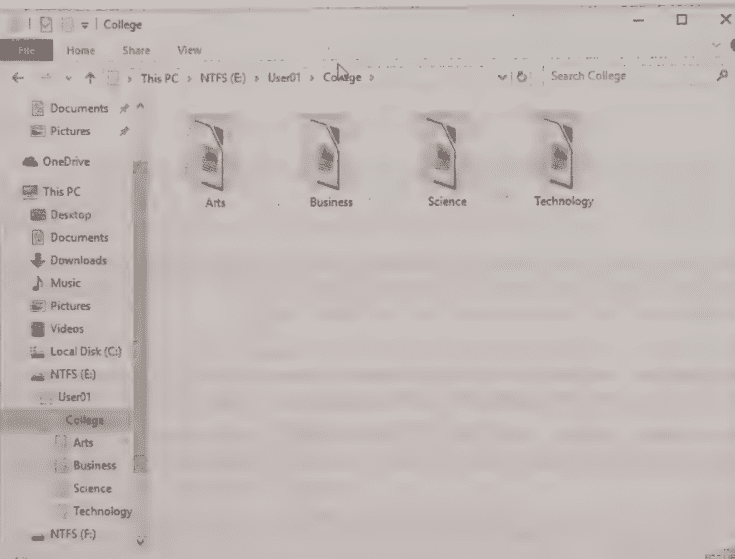 College
File Home Share View
This PC › NTFS (E:) › User01 › College ›
Search College
Documents
Pictures
OneDrive
This PC
Desktop
Documents
Downloads
Music
Pictures
Videos
Local Disk (C:)
NTFS (E:)
User01
College
Arts
Business
Science
Technology
NTFS (F:)
Arts Business Science Technology